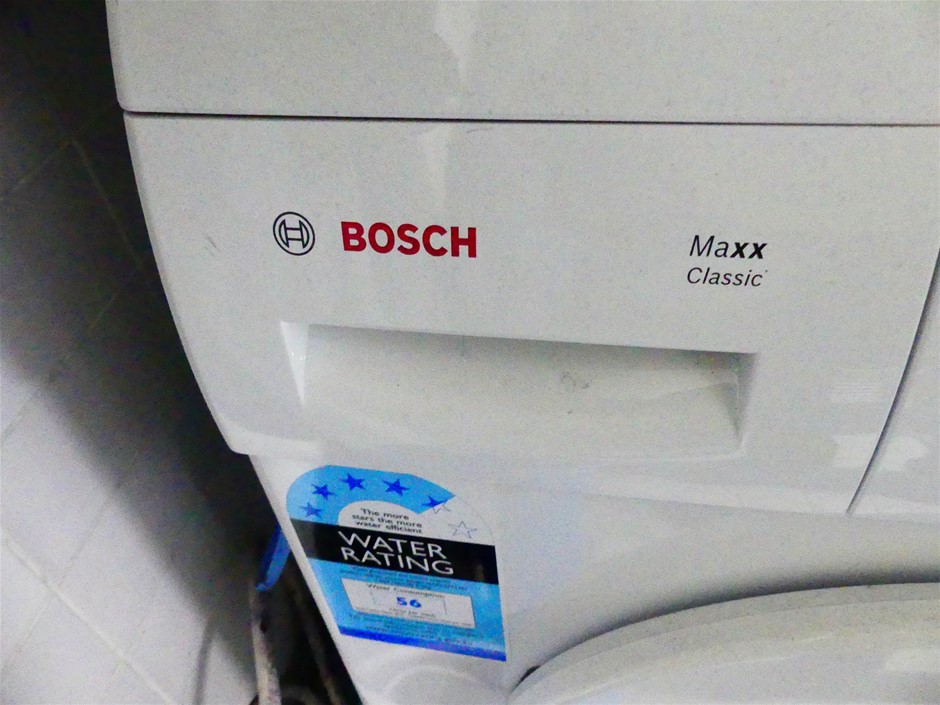 BOSCH
Maxx
Classic
The more
stars the more
water efficient
WATER
RATING
Water Consumption
56